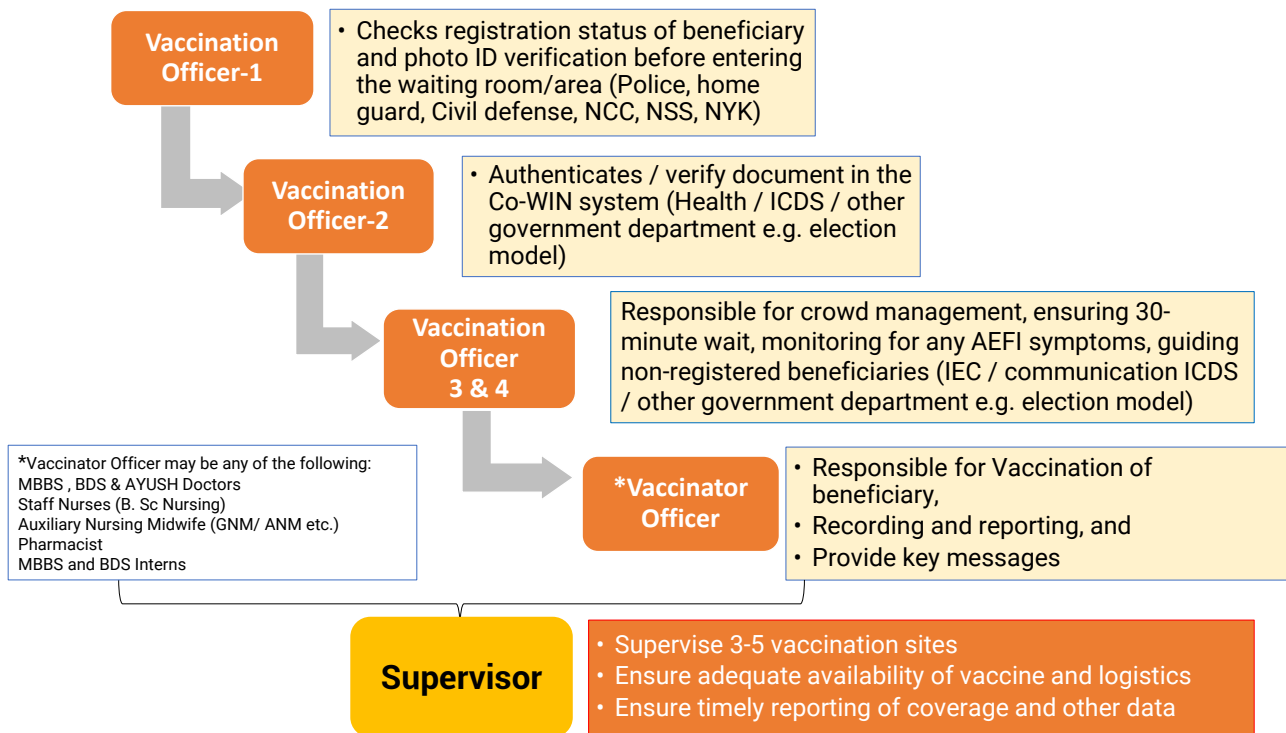 Vaccination
Officer-1
• Checks registration status of beneficiary
and photo ID verification before entering
the waiting room/area (Police, home
guard, Civil defense, NCC, NSS, NYK)
Vaccination
Officer-2
• Authenticates / verify document in the
Co-WIN system (Health / ICDS / other
government department e.g. election
model)
Vaccination
Officer
3 & 4
Responsible for crowd management, ensuring 30-
minute wait, monitoring for any AEFI symptoms, guiding
non-registered beneficiaries (IEC / communication ICDS
/ other government department e.g. election model)
*Vaccinator Officer may be any of the following:
MBBS , BDS & AYUSH Doctors
Staff Nurses (B. Sc Nursing)
Auxiliary Nursing Midwife (GNM/ ANM etc.)
Pharmacist
MBBS and BDS Interns
*Vaccinator
Officer
• Responsible for Vaccination of
beneficiary,
• Recording and reporting, and
• Provide key messages
Supervisor
• Supervise 3-5 vaccination sites
• Ensure adequate availability of vaccine and logistics
• Ensure timely reporting of coverage and other data